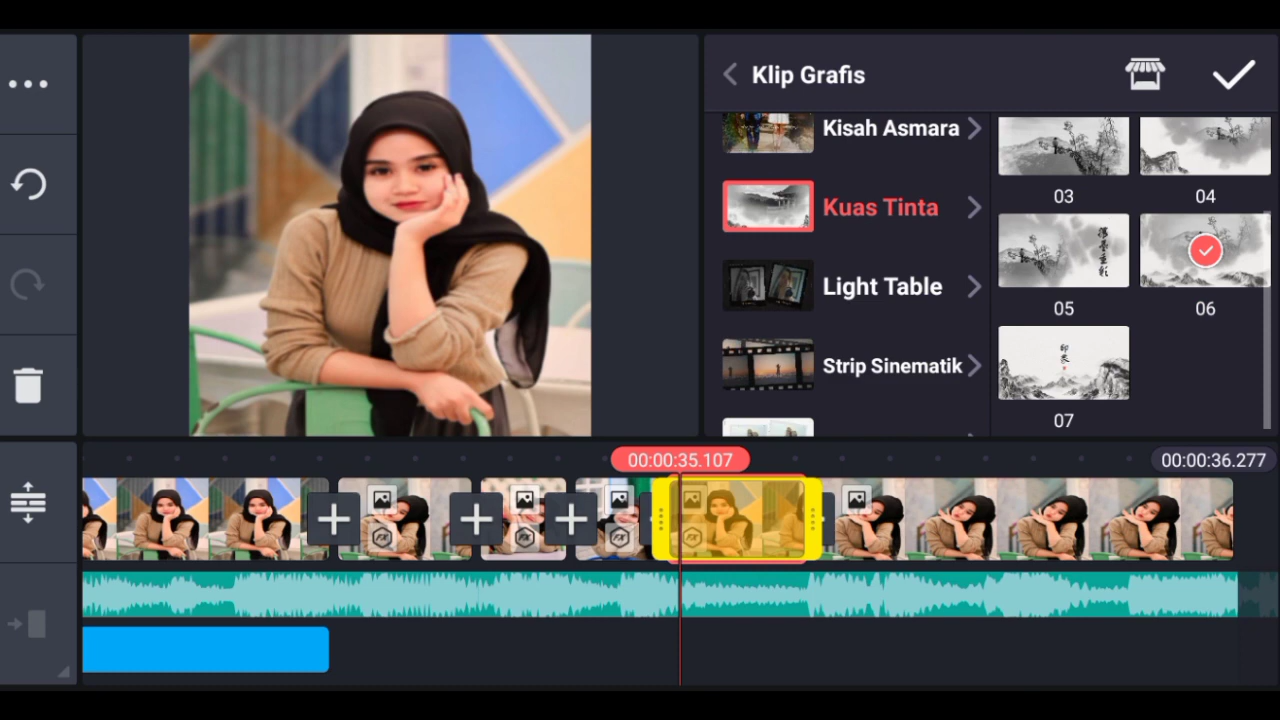 Klip Grafis
Kisah Asmara
03
04
Kuas Tinta
05
06
Light Table
Strip Sinematik
07
00:00:35.107
00:00:36.277